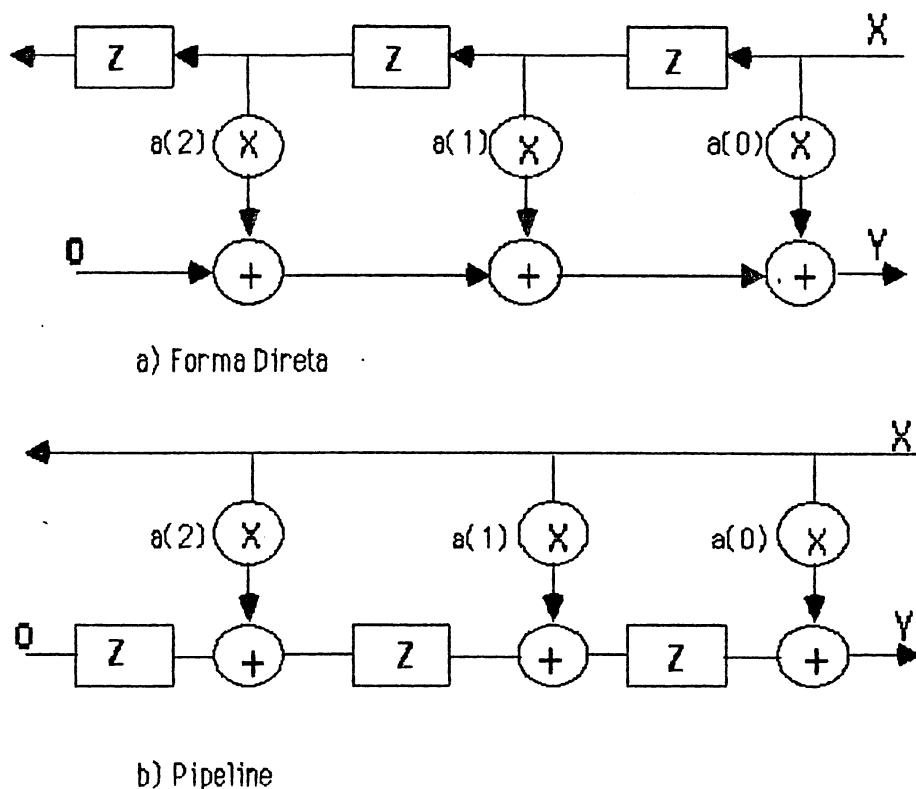 X
Z Z Z
a(2) X a(1) X a(0) X
0 Y
+ + +
a) Forma Direta
X
a(2) X a(1) X a(0) X
0 Y
Z + Z + Z +
b) Pipeline